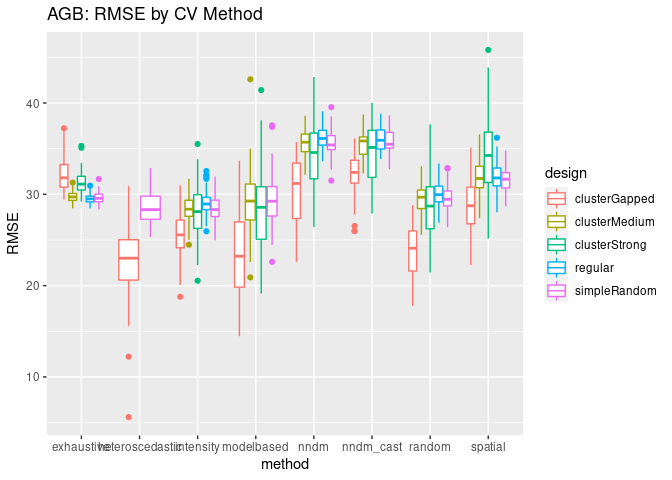 AGB: RMSE by CV Method
40
30
20
10
RMSE
exhaustive heteroscedastic intensity modelbased nndm nndm_cast random spatial
method
design
clusterGapped
clusterMedium
clusterStrong
regular
simpleRandom